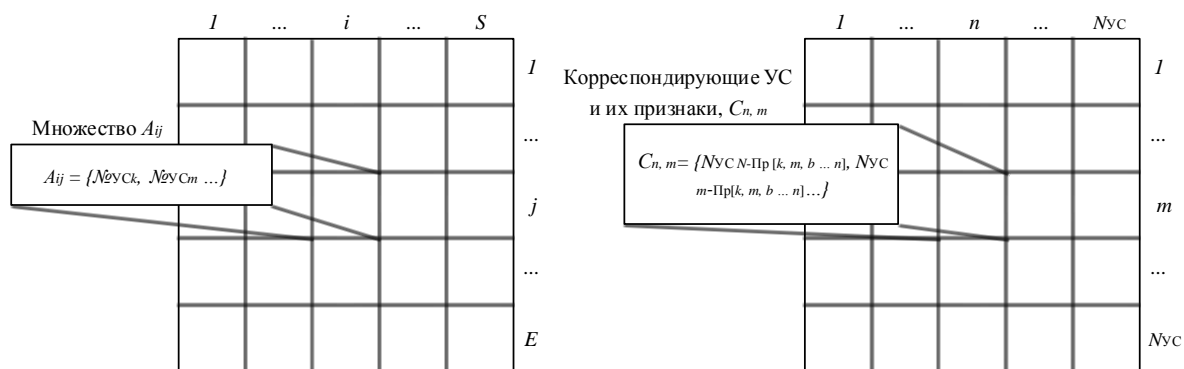 1 ... i ... S
1
...
j
...
E
Множество Aij
Aij = {№УСk, №УСm ...}
1 ... n ... NУС
1
...
m
...
NУС
Корреспондирующие УС
и их признаки, Cn, m
Cn, m= {NУС N-Пр [k, m, b ... n], NУС
m-Пр[k, m, b ... n] ...}